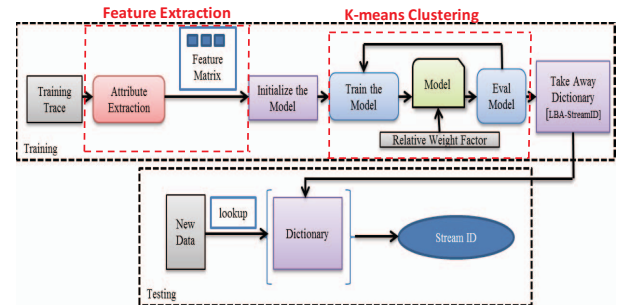 Feature Extraction
K-means Clustering
Feature
Matrix
Training
Trace
Attribute
Extraction
Initialize the
Model
Train the
Model
Model
Eval
Model
Take Away
Dictionary
[LBA-StreamID]
Relative Weight Factor
Training
New
Data
lookup
Dictionary
Stream ID
Testing